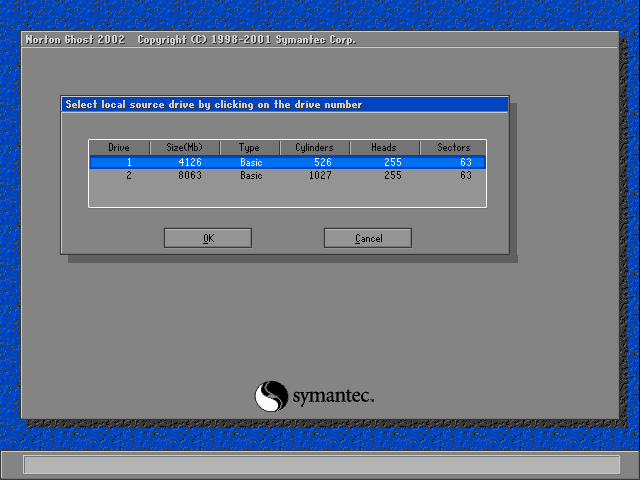 Norton Ghost 2002   Copyright (C) 1998-2001 Symantec Corp.
Select local source drive by clicking on the drive number
Drive Size(Mb) Type Cylinders Heads Sectors
1 4126 Basic 526 255 63
2 8063 Basic 1027 255 63
OK Cancel
symantec.